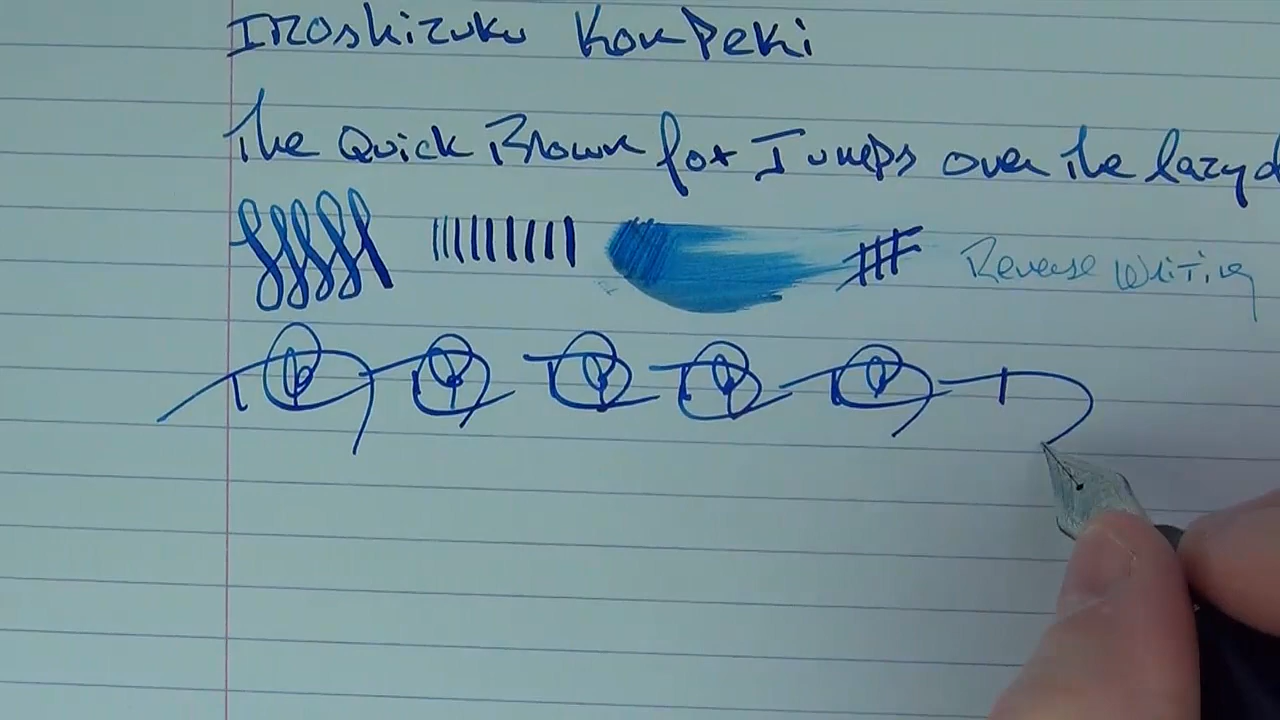 Iroshizuku Kon Peki
The Quick Brown fox Jumps over The lazy d
Reverse Writing